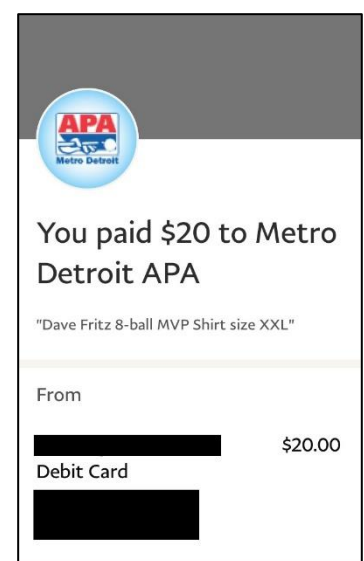 APA
Metro Detroit
You paid $20 to Metro
Detroit APA
"Dave Fritz 8-ball MVP Shirt size XXL"
From
$20.00
Debit Card